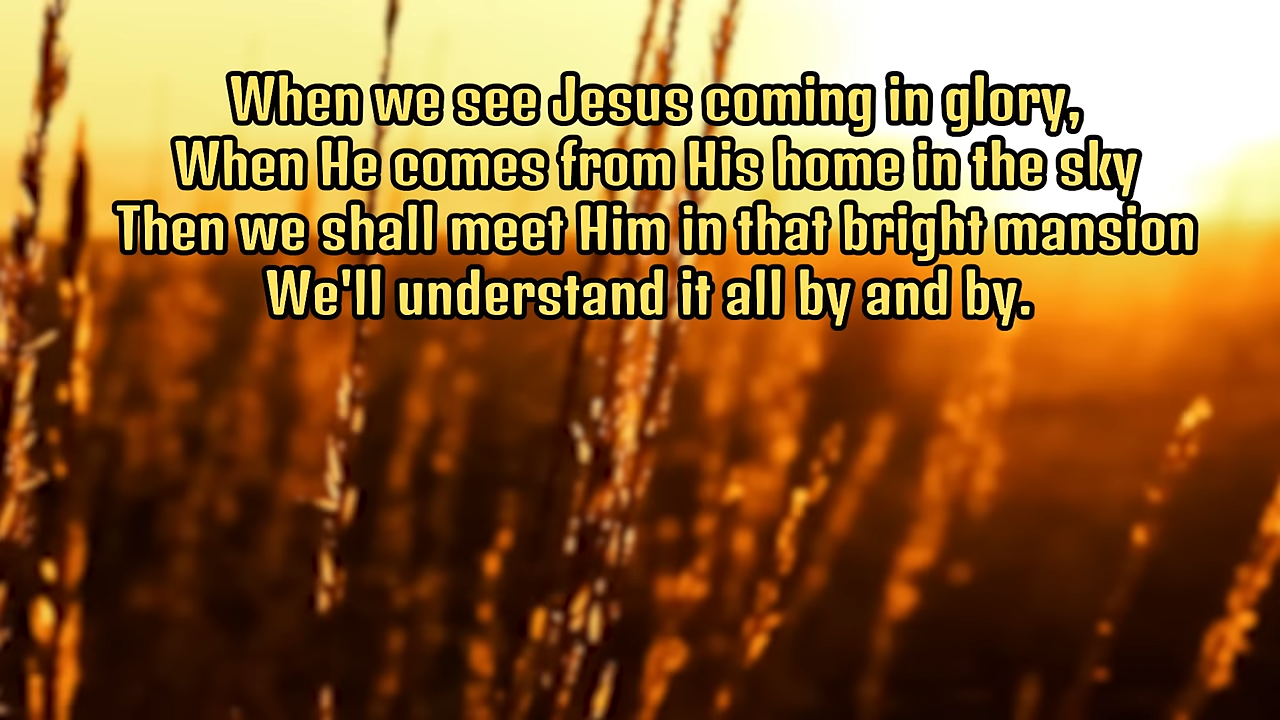 When we see Jesus coming in glory,
When He comes from His home in the sky
Then we shall meet Him in that bright mansion
We'll understand it all by and by.